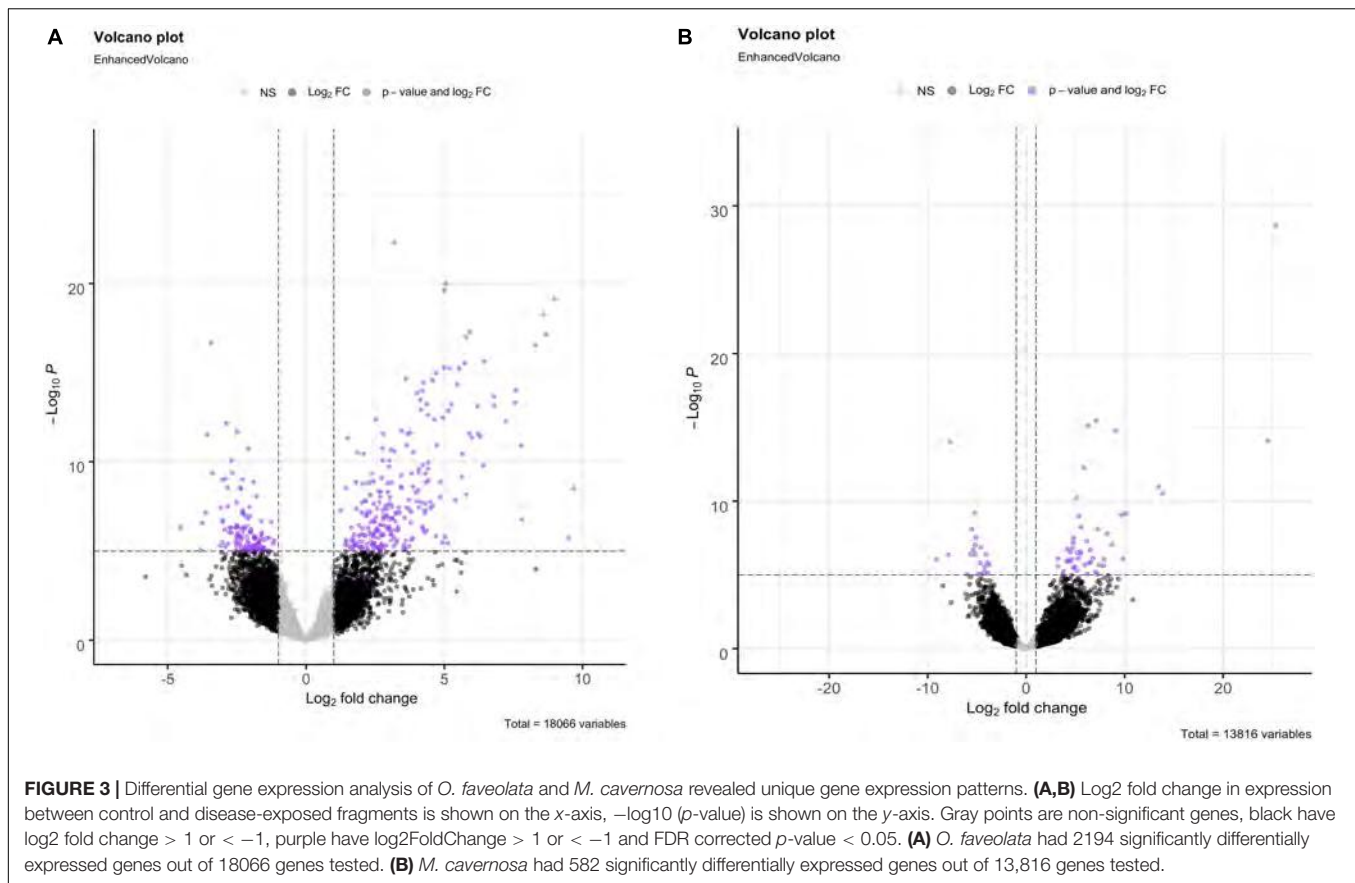 A
Volcano plot
EnhancedVolcano
NS Log2 FC p – value and log2 FC
20
10
0
-5 0 5 10
–Log10 P
Log2 fold change
Total = 18066 variables
B
Volcano plot
EnhancedVolcano
NS Log2 FC p – value and log2 FC
30
20
10
0
-20 -10 0 10 20
–Log10 P
Log2 fold change
Total = 13816 variables
FIGURE 3 | Differential gene expression analysis of O. faveolata and M. cavernosa revealed unique gene expression patterns. (A,B) Log2 fold change in expression
between control and disease-exposed fragments is shown on the x-axis, −log10 (p-value) is shown on the y-axis. Gray points are non-significant genes, black have
log2 fold change > 1 or < −1, purple have log2FoldChange > 1 or < −1 and FDR corrected p-value < 0.05. (A) O. faveolata had 2194 significantly differentially
expressed genes out of 18066 genes tested. (B) M. cavernosa had 582 significantly differentially expressed genes out of 13,816 genes tested.